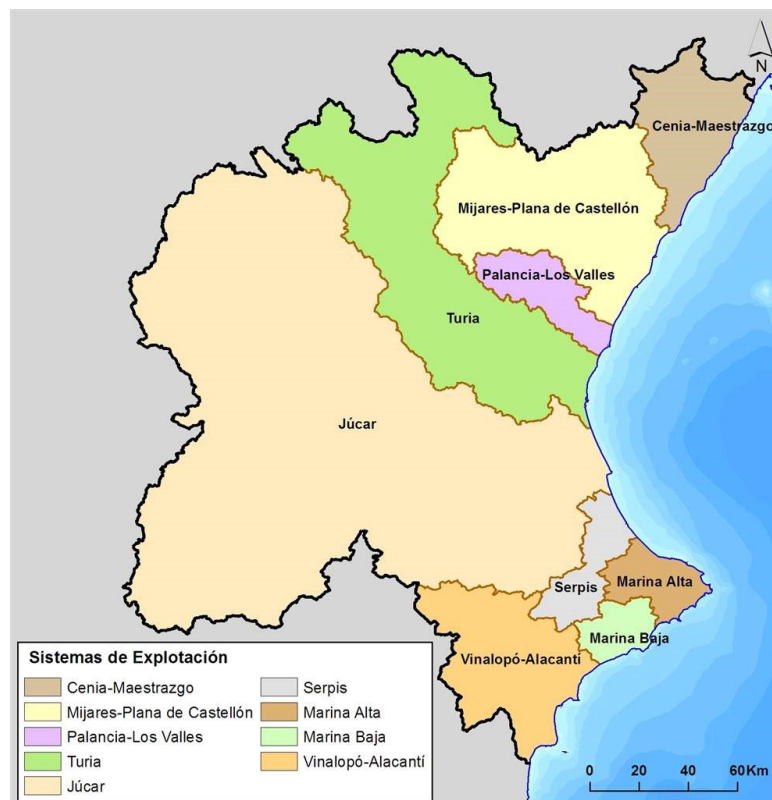 N
Cenia-Maestrazgo
Mijares-Plana de Castellón
Palancia-Los Valles
Turia
Júcar
Serpis
Marina Alta
Marina Baja
Vinalopó-Alacantí
Sistemas de Explotación
Cenia-Maestrazgo
Mijares-Plana de Castellón
Palancia-Los Valles
Turia
Júcar
Serpis
Marina Alta
Marina Baja
Vinalopó-Alacantí
0 20 40 60 Km